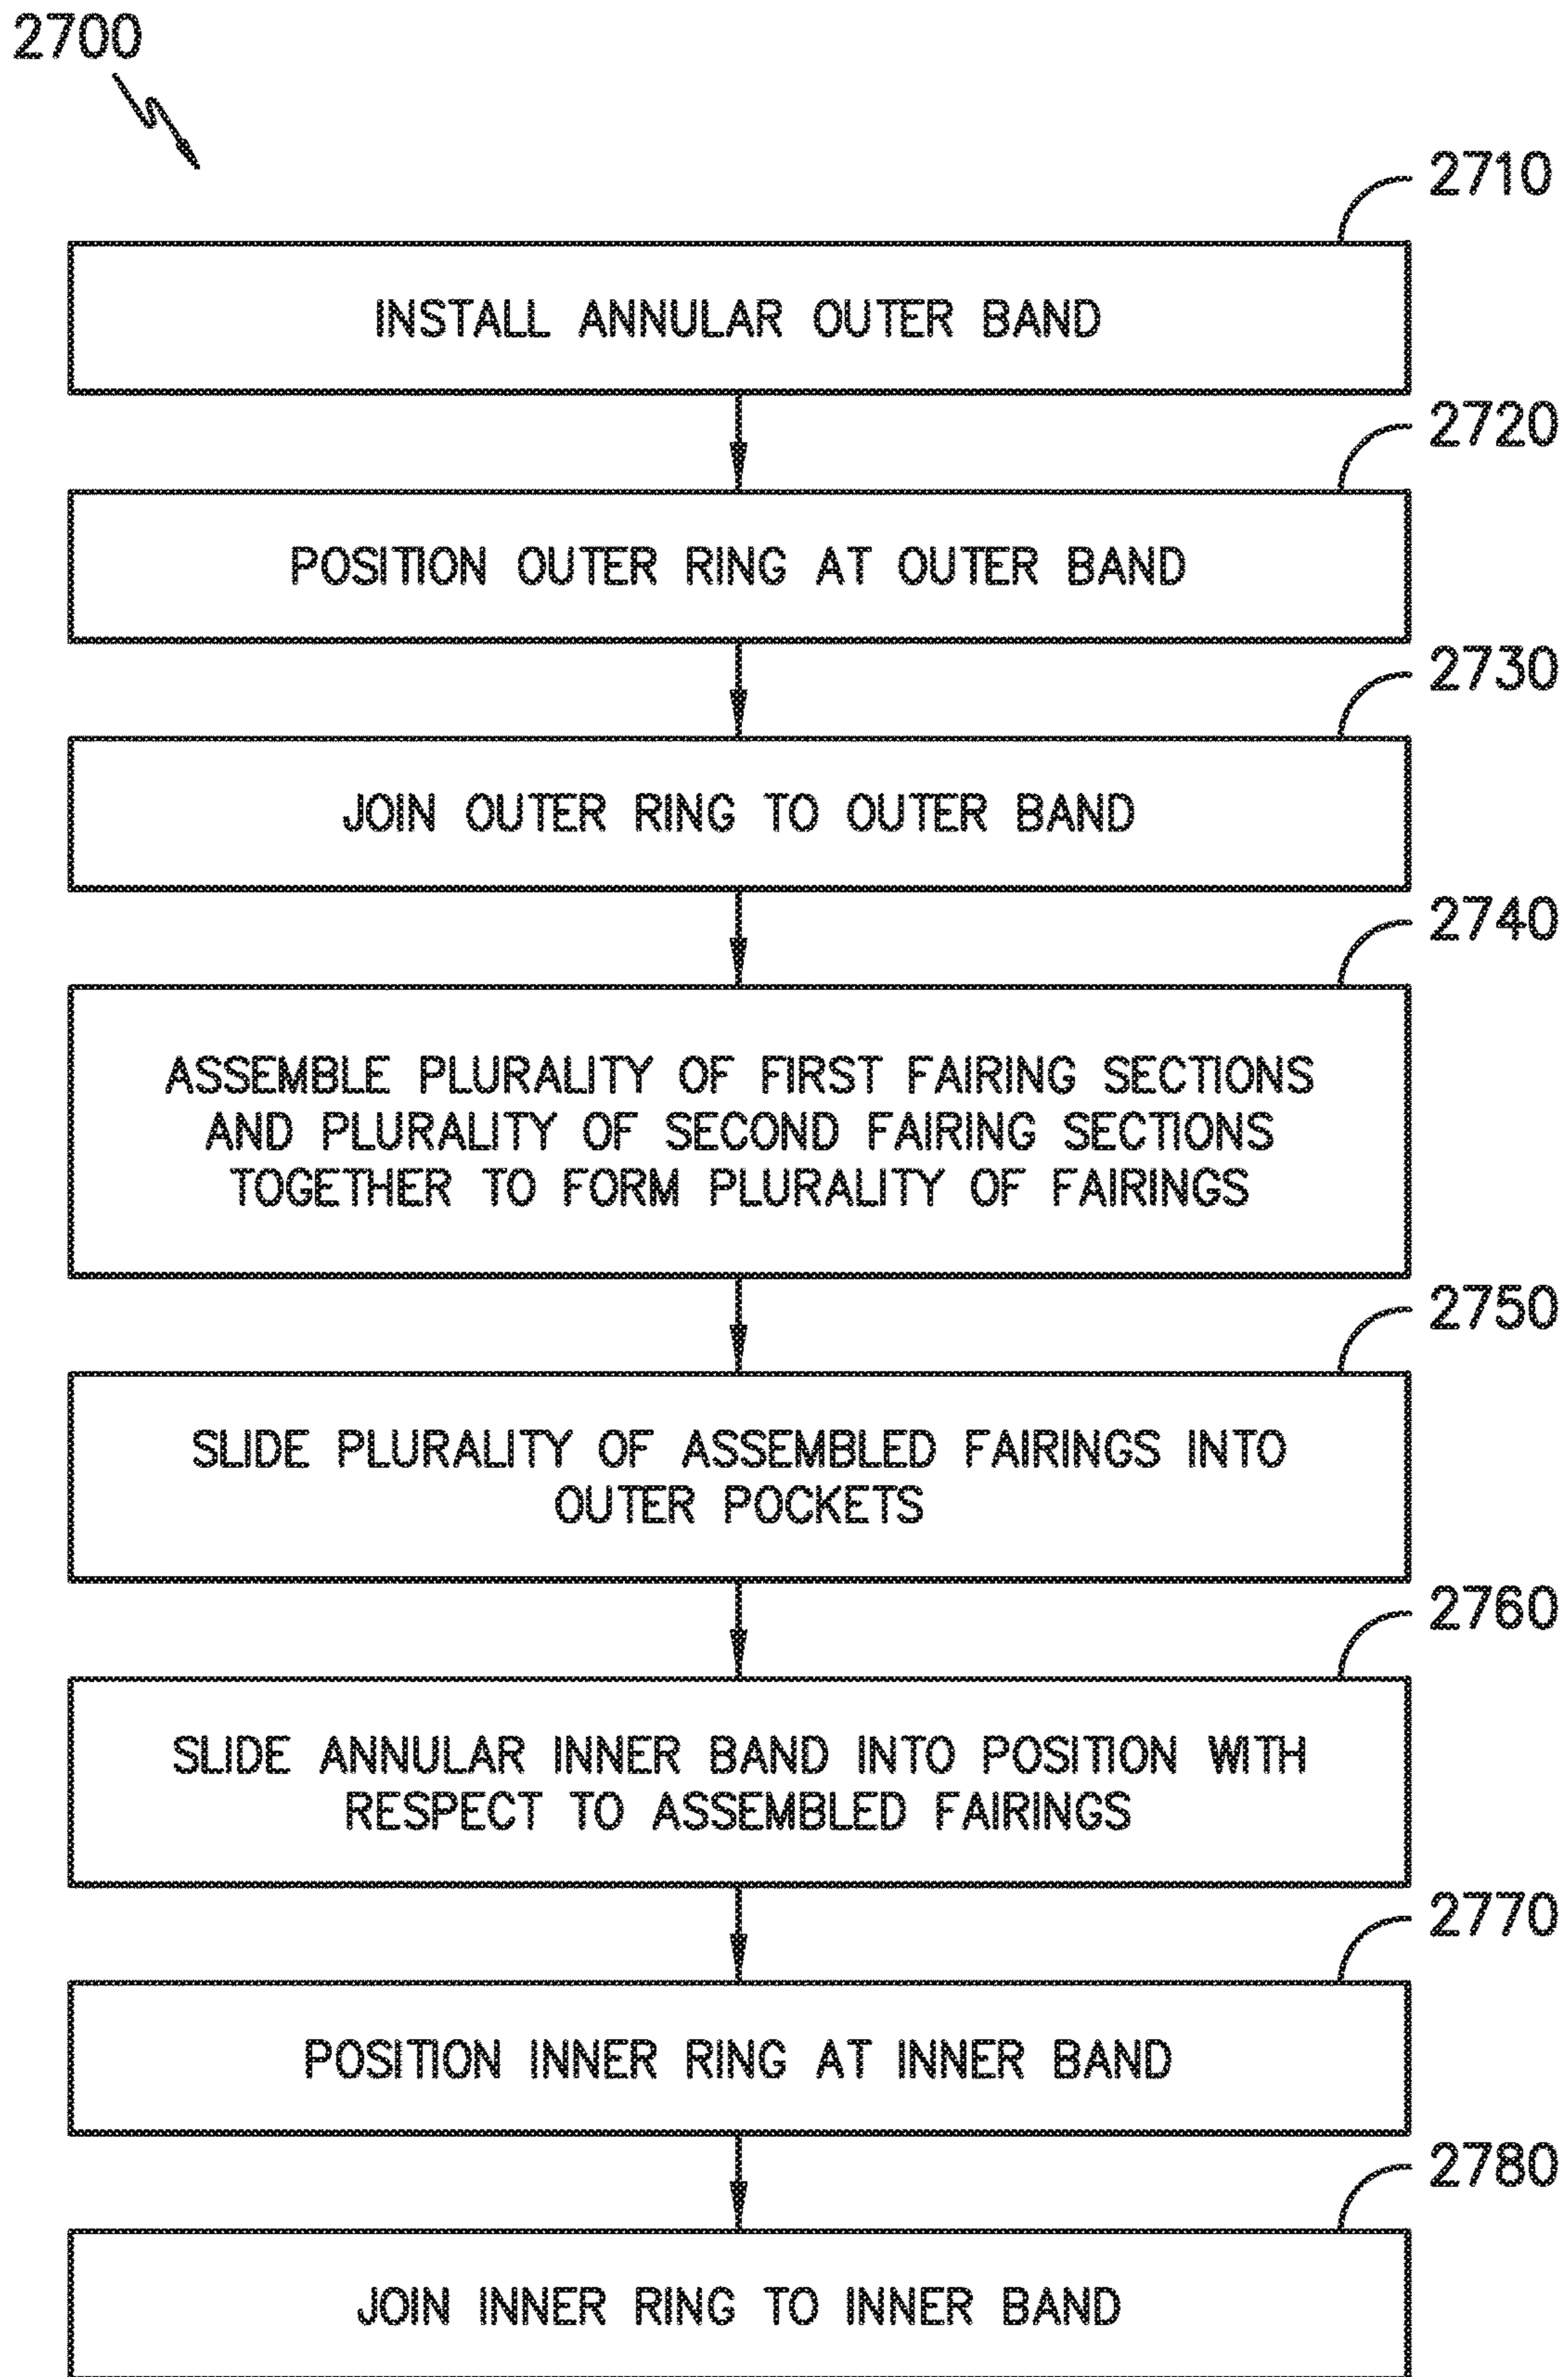 2700
2710
INSTALL ANNULAR OUTER BAND
2720
POSITION OUTER RING AT OUTER BAND
2730
JOIN OUTER RING TO OUTER BAND
2740
ASSEMBLE PLURALITY OF FIRST FAIRING SECTIONS
AND PLURALITY OF SECOND FAIRING SECTIONS
TOGETHER TO FORM PLURALITY OF FAIRINGS
2750
SLIDE PLURALITY OF ASSEMBLED FAIRINGS INTO
OUTER POCKETS
2760
SLIDE ANNULAR INNER BAND INTO POSITION WITH
RESPECT TO ASSEMBLED FAIRINGS
2770
POSITION INNER RING AT INNER BAND
2780
JOIN INNER RING TO INNER BAND